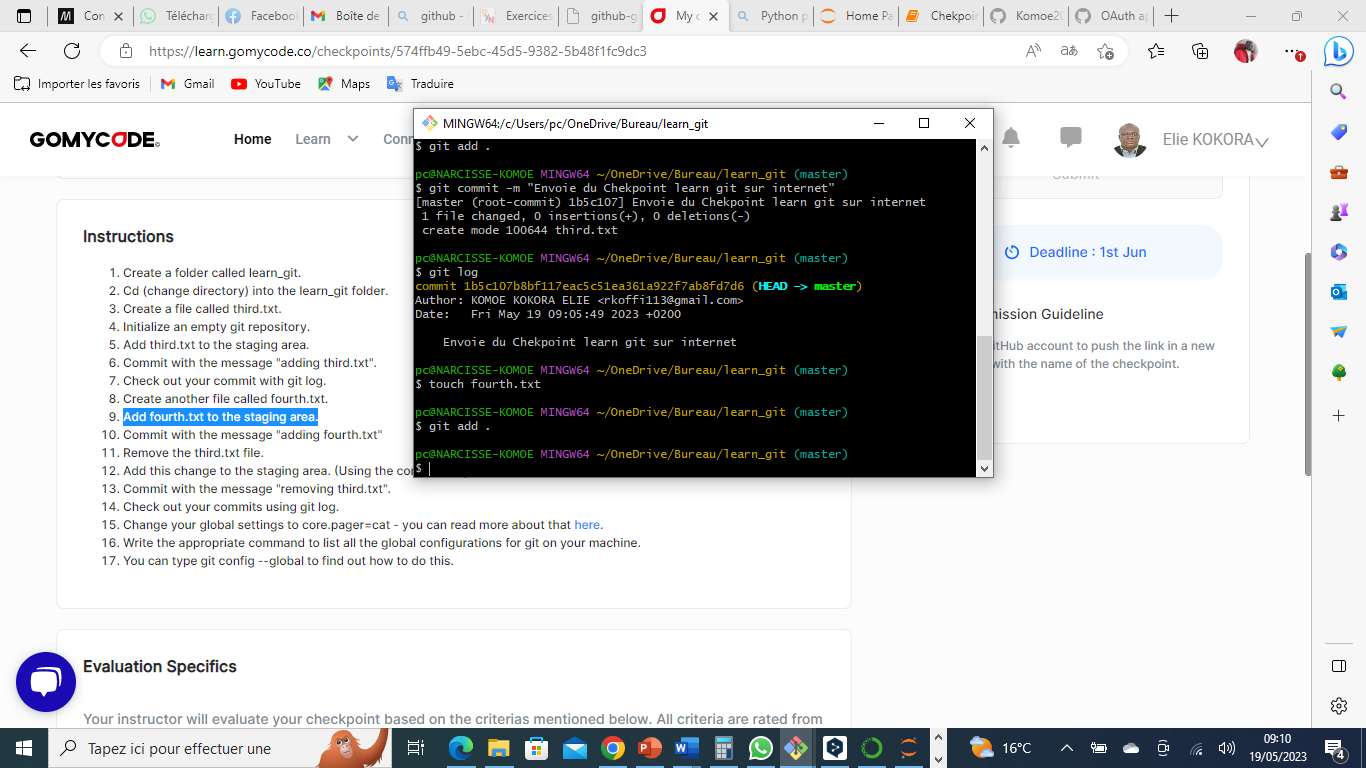 Con
Télécharg
Facebool
Boîte de
github -
Exercices
github-g
My c
Python p
Home Pa
Chekpoi
Komoe20
OAuth ap
https://learn.gomycode.co/checkpoints/574ffb49-5ebc-45d5-9382-5b48f1fc9dc3
Importer les favoris
Gmail
YouTube
Maps
Traduire
GOMYCODE
Home
Learn
Conn
Elie KOKORA
MINGW64:/c/Users/pc/OneDrive/Bureau/learn_git
$ git add .
pc@NARCISSE-KOMOE MINGW64 ~/OneDrive/Bureau/learn_git (master)
$ git commit -m "Envoie du Chekpoint learn git sur internet"
[master (root-commit) 1b5c107] Envoie du Chekpoint learn git sur internet
1 file changed, 0 insertions(+), 0 deletions(-)
create mode 100644 third.txt
pc@NARCISSE-KOMOE MINGW64 ~/OneDrive/Bureau/learn_git (master)
$ git log
commit 1b5c107b8bf117eac5c51ea361a922f7ab8fd7d6 (HEAD -> master)
Author: KOMOE KOKORA ELIE <rkoffi113@gmail.com>
Date:   Fri May 19 09:05:49 2023 +0200
Envoie du Chekpoint learn git sur internet
pc@NARCISSE-KOMOE MINGW64 ~/OneDrive/Bureau/learn_git (master)
$ touch fourth.txt
pc@NARCISSE-KOMOE MINGW64 ~/OneDrive/Bureau/learn_git (master)
$ git add .
pc@NARCISSE-KOMOE MINGW64 ~/OneDrive/Bureau/learn_git (master)
$
Instructions
1. Create a folder called learn_git.
2. Cd (change directory) into the learn_git folder.
3. Create a file called third.txt.
4. Initialize an empty git repository.
5. Add third.txt to the staging area.
6. Commit with the message "adding third.txt".
7. Check out your commit with git log.
8. Create another file called fourth.txt.
9. Add fourth.txt to the staging area.
10. Commit with the message "adding fourth.txt"
11. Remove the third.txt file.
12. Add this change to the staging area. (Using the co
13. Commit with the message "removing third.txt".
14. Check out your commits using git log.
15. Change your global settings to core.pager=cat - you can read more about that here.
16. Write the appropriate command to list all the global configurations for git on your machine.
17. You can type git config --global to find out how to do this.
Submit
Deadline : 1st Jun
mission Guideline
itHub account to push the link in a new
with the name of the checkpoint.
Evaluation Specifics
Your instructor will evaluate your checkpoint based on the criterias mentioned below. All criteria are rated from
Tapez ici pour effectuer une
16°C
09:10
19/05/2023
4